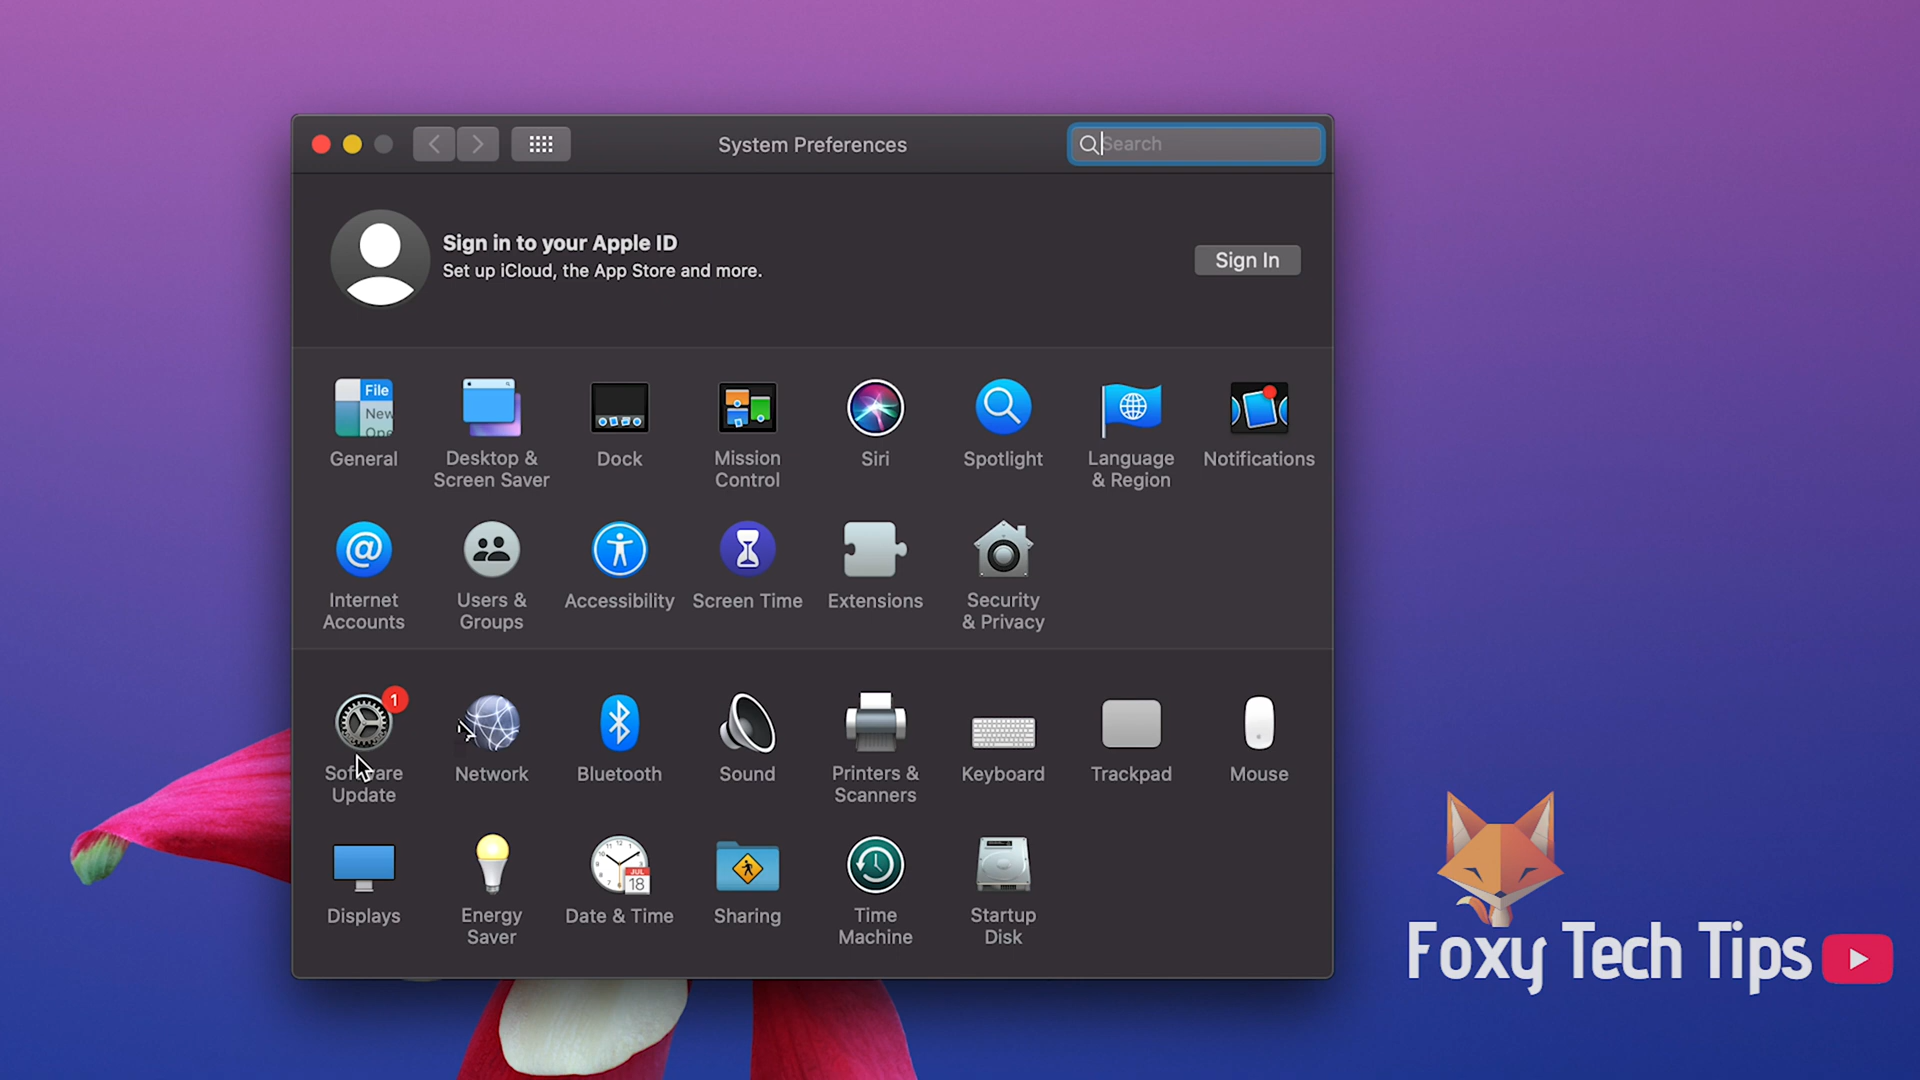 System Preferences
Search
Sign in to your Apple ID
Set up iCloud, the App Store and more.
Sign In
File
New
Ope
General
Desktop &
Screen Saver
Dock
Mission
Control
Siri
Spotlight
Language
& Region
Notifications
@
Internet
Accounts
Users &
Groups
Accessibility
Screen Time
Extensions
Security
& Privacy
1
Software
Update
Network
Bluetooth
Sound
Printers &
Scanners
Keyboard
Trackpad
Mouse
JUL
18
Displays
Energy
Saver
Date & Time
Sharing
Time
Machine
Startup
Disk
Foxy Tech Tips